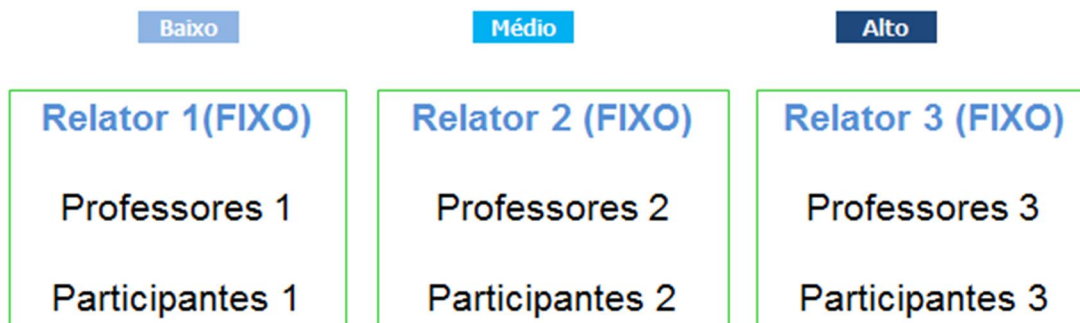 Baixo
Médio
Alto
Relator 1(FIXO)
Relator 2 (FIXO)
Relator 3 (FIXO)
Professores 1
Professores 2
Professores 3
Participantes 1
Participantes 2
Participantes 3